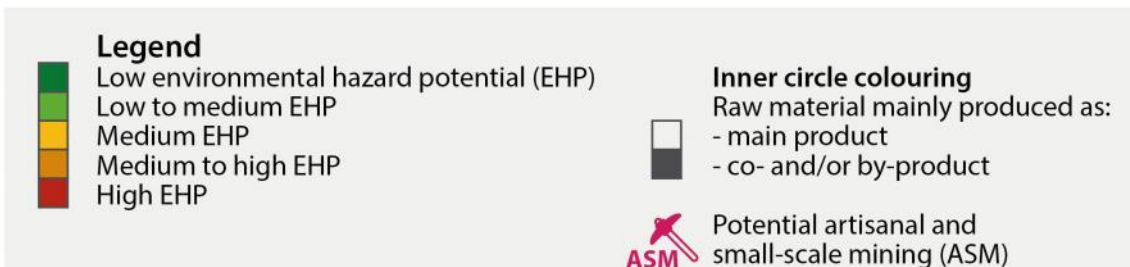 Legend
Low environmental hazard potential (EHP)
Low to medium EHP
Medium EHP
Medium to high EHP
High EHP
Inner circle colouring
Raw material mainly produced as:
- main product
- co- and/or by-product
ASM
Potential artisanal and
small-scale mining (ASM)